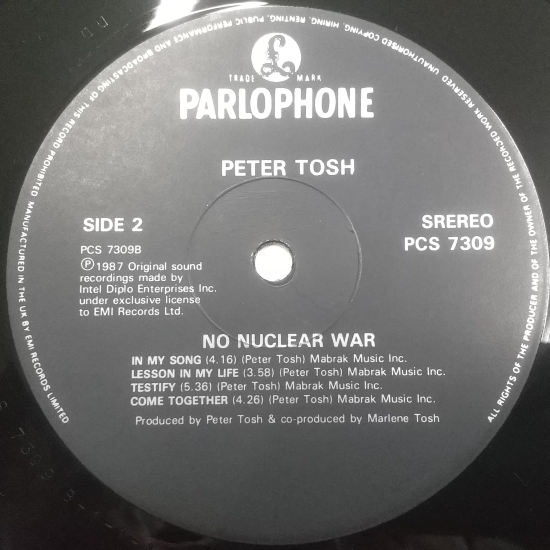 TRADE MARK
PARLOPHONE
PETER TOSH
SIDE 2
PCS 7309B
Ⓟ1987 Original sound
recordings made by
Intel Diplo Enterprises Inc.
under exclusive license
to EMI Records Ltd.
SREREO
PCS 7309
NO NUCLEAR WAR
IN MY SONG (4.16) (Peter Tosh) Mabrak Music Inc.
LESSON IN MY LIFE (3.58) (Peter Tosh) Mabrak Music Inc.
TESTIFY (5.36) (Peter Tosh) Mabrak Music Inc.
COME TOGETHER (4.26) (Peter Tosh) Mabrak Music Inc.
Produced by Peter Tosh & co-produced by Marlene Tosh
ALL RIGHTS OF THE PRODUCER AND OF THE OWNER OF THE RECORDED WORK RESERVED UNAUTHORISED COPYING, HIRING, RENTING, PUBLIC PERFORMANCE AND BROADCASTING OF THIS RECORD PROHIBITED MANUFACTURED IN THE UK BY EMI RECORDS LIMITED